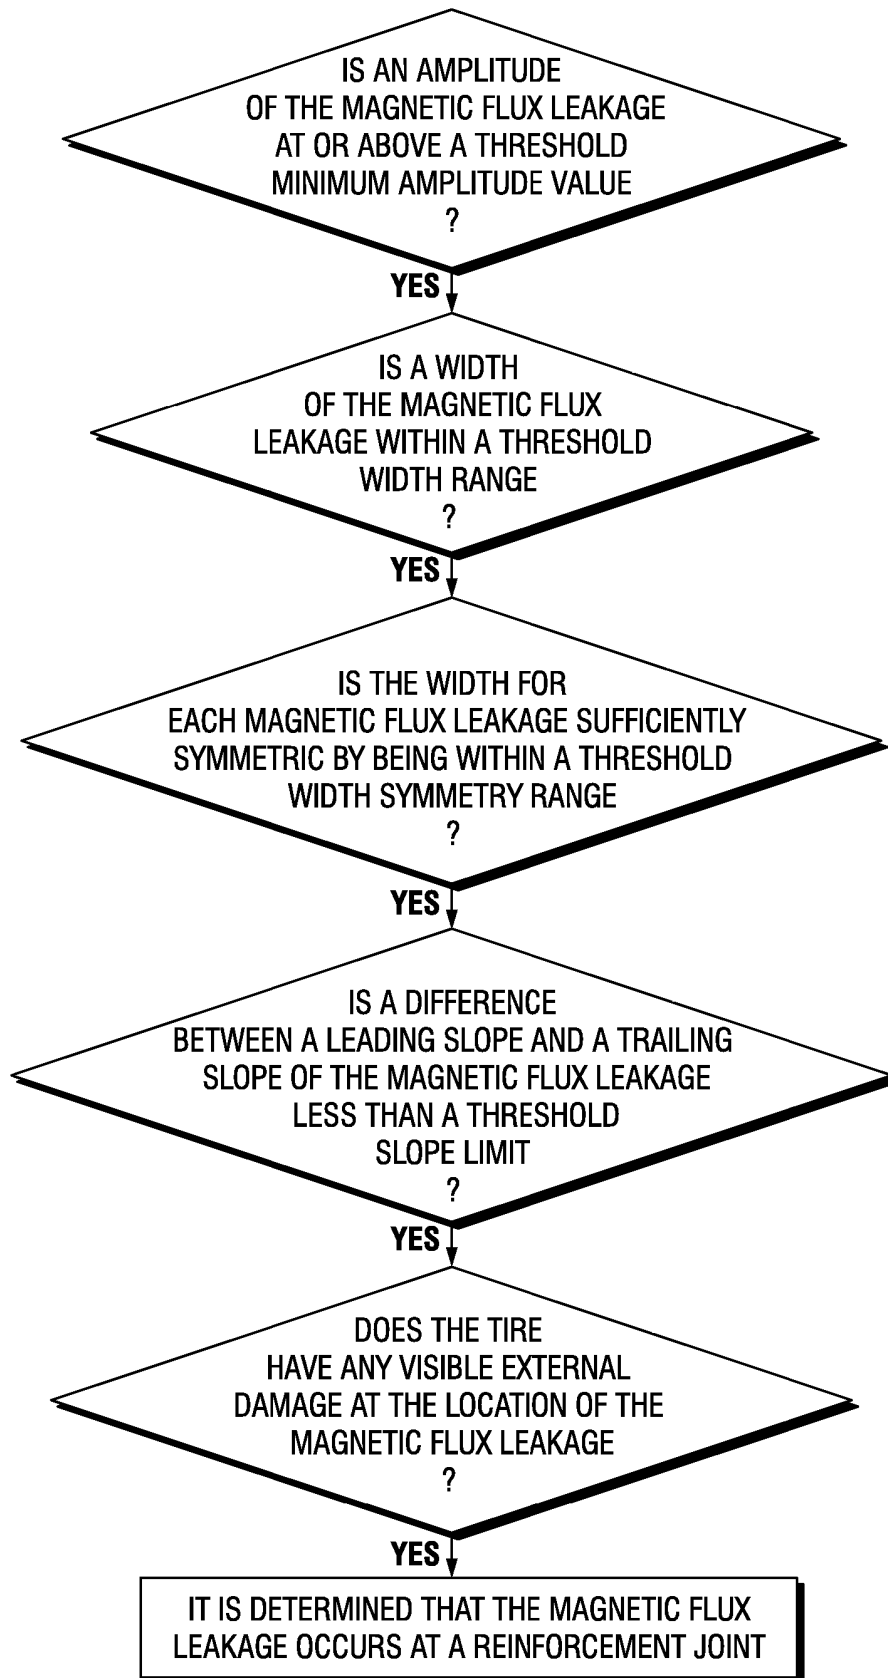 IS AN AMPLITUDE
OF THE MAGNETIC FLUX LEAKAGE
AT OR ABOVE A THRESHOLD
MINIMUM AMPLITUDE VALUE
?
YES
IS A WIDTH
OF THE MAGNETIC FLUX
LEAKAGE WITHIN A THRESHOLD
WIDTH RANGE
?
YES
IS THE WIDTH FOR
EACH MAGNETIC FLUX LEAKAGE SUFFICIENTLY
SYMMETRIC BY BEING WITHIN A THRESHOLD
WIDTH SYMMETRY RANGE
?
YES
IS A DIFFERENCE
BETWEEN A LEADING SLOPE AND A TRAILING
SLOPE OF THE MAGNETIC FLUX LEAKAGE
LESS THAN A THRESHOLD
SLOPE LIMIT
?
YES
DOES THE TIRE
HAVE ANY VISIBLE EXTERNAL
DAMAGE AT THE LOCATION OF THE
MAGNETIC FLUX LEAKAGE
?
YES
IT IS DETERMINED THAT THE MAGNETIC FLUX
LEAKAGE OCCURS AT A REINFORCEMENT JOINT